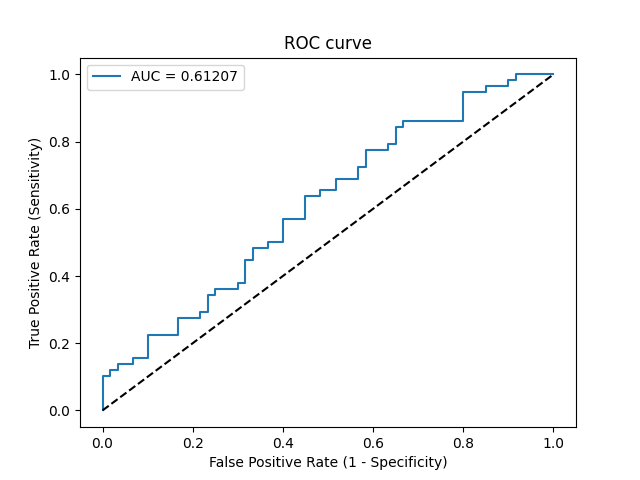 ROC curve
AUC = 0.61207
True Positive Rate (Sensitivity)
1.0
0.8
0.6
0.4
0.2
0.0
0.0 0.2 0.4 0.6 0.8 1.0
False Positive Rate (1 - Specificity)